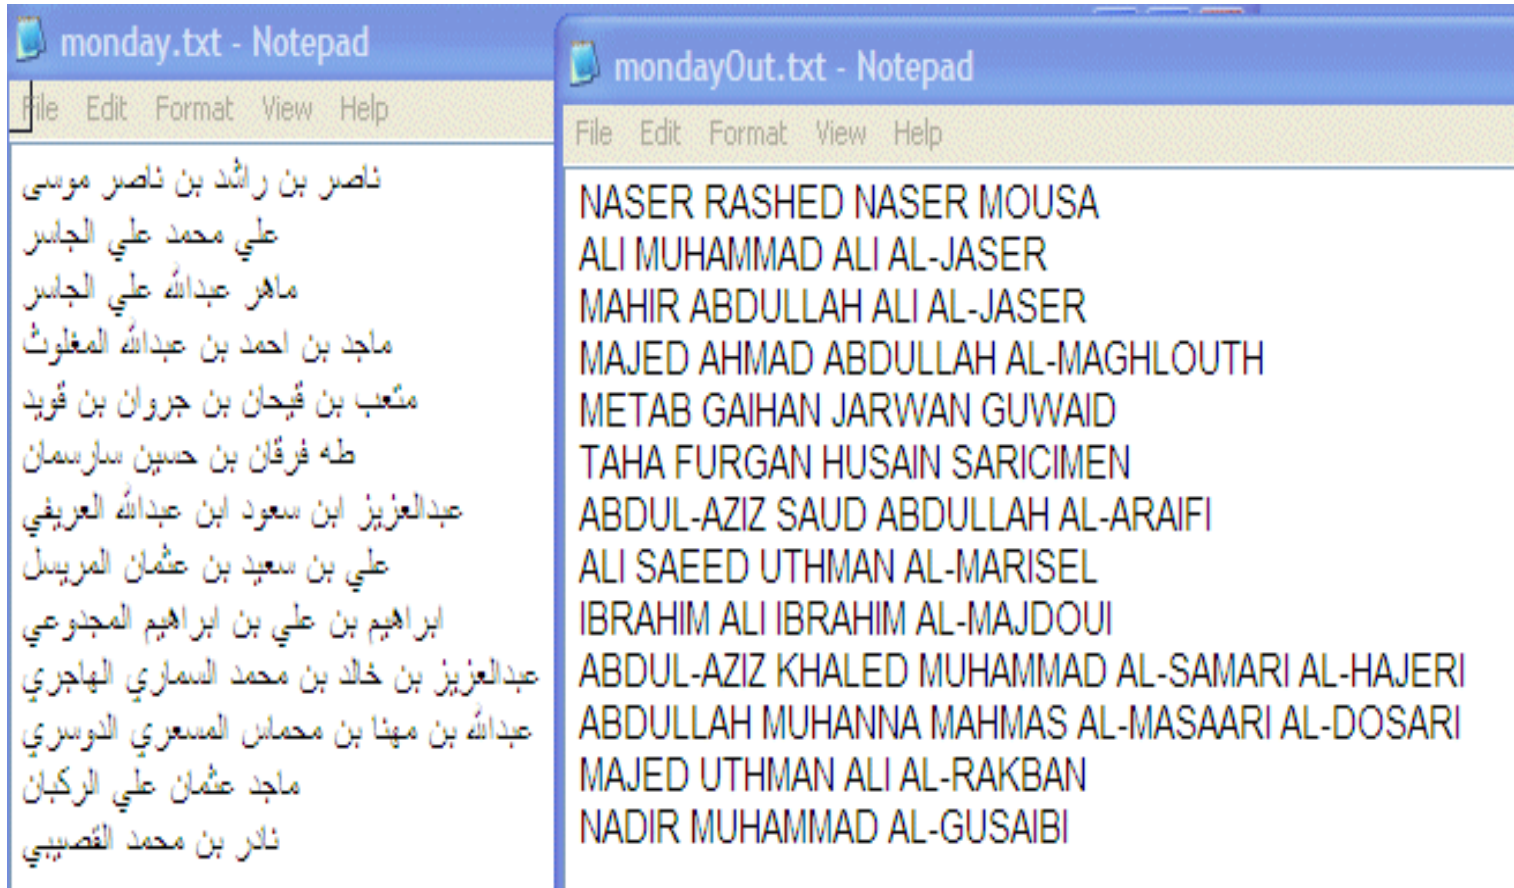 monday.txt - Notepad
File Edit Format View Help
ناصر بن راشد بن ناصر موسى
علي محمد علي الجاسر
ماهر عبدالله علي الجاسر
ماجد بن احمد بن عبدالله المغلوث
متعب بن قيحان بن جروان بن قويد
طه فرقان بن حسين سارسمان
عبدالعزيز ابن سعود ابن عبدالله العريفي
علي بن سعيد بن عثمان المريسل
ابراهيم بن علي بن ابراهيم المجدوعي
عبدالعزيز بن خالد بن محمد السماري الهاجري
عبدالله بن مهنا بن محماس المسعري الدوسري
ماجد عثمان علي الركبان
نادر بن محمد القصيبي
mondayOut.txt - Notepad
File Edit Format View Help
NASER RASHED NASER MOUSA
ALI MUHAMMAD ALI AL-JASER
MAHIR ABDULLAH ALI AL-JASER
MAJED AHMAD ABDULLAH AL-MAGHLOUTH
METAB GAIHAN JARWAN GUWAID
TAHA FURGAN HUSAIN SARICIMEN
ABDUL-AZIZ SAUD ABDULLAH AL-ARAIFI
ALI SAEED UTHMAN AL-MARISEL
IBRAHIM ALI IBRAHIM AL-MAJDOUI
ABDUL-AZIZ KHALED MUHAMMAD AL-SAMARI AL-HAJERI
ABDULLAH MUHANNA MAHMAS AL-MASAARI AL-DOSARI
MAJED UTHMAN ALI AL-RAKBAN
NADIR MUHAMMAD AL-GUSAIBI